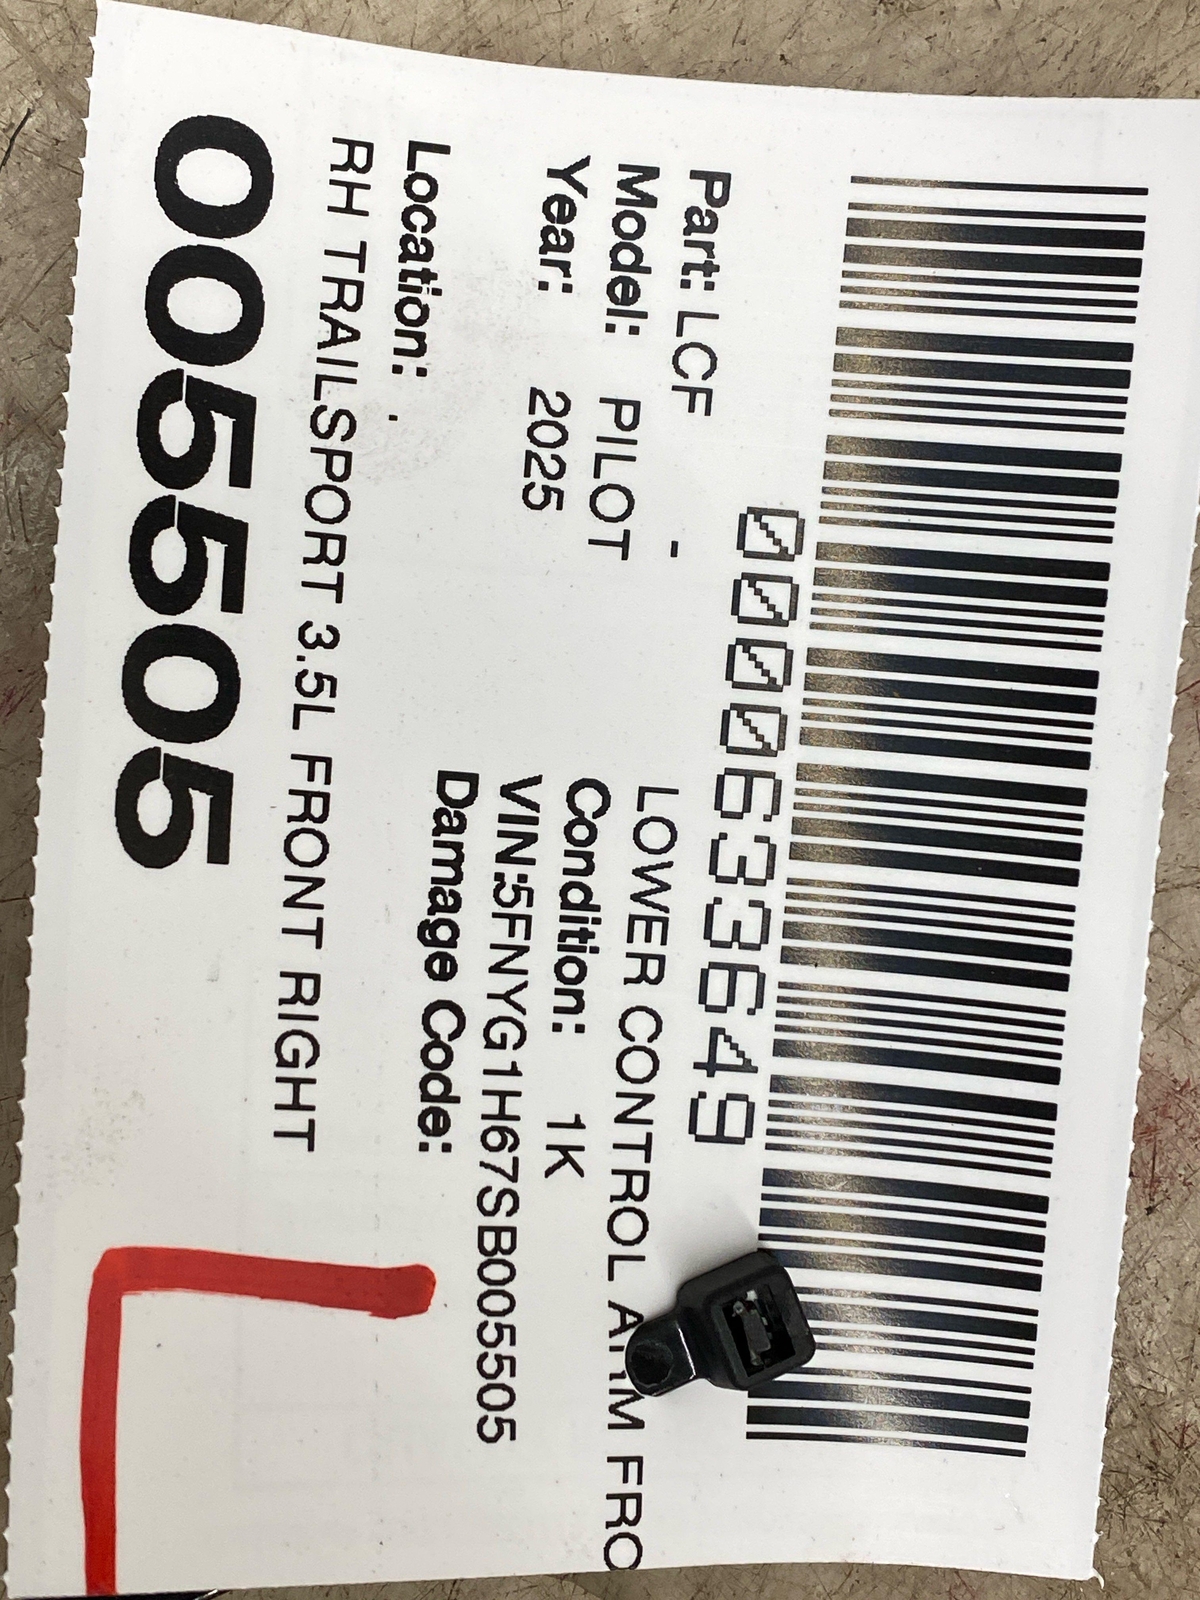 0000633649
Part: LCF - LOWER CONTROL ARM FRO
Model: PILOT Condition: 1K
Year: 2025 VIN:5FNYG1H67SB005505
Damage Code:
Location: .
RH TRAILSPORT 3.5L FRONT RIGHT
005505